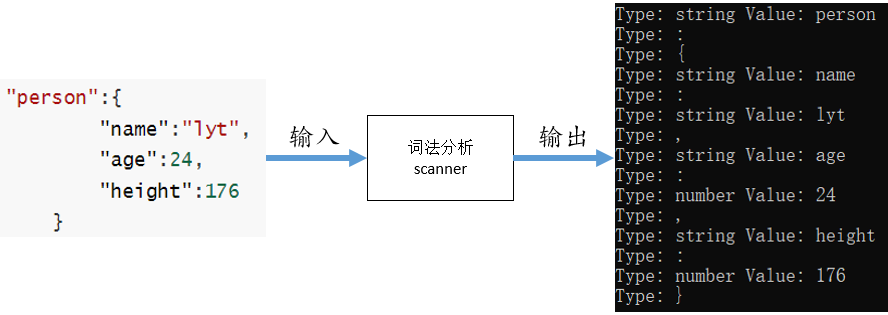 "person":{
"name":"lyt",
"age":24,
"height":176
}
输入
词法分析
scanner
输出
Type: string Value: person
Type: :
Type: {
Type: string Value: name
Type: :
Type: string Value: lyt
Type: ,
Type: string Value: age
Type: :
Type: number Value: 24
Type: ,
Type: string Value: height
Type: :
Type: number Value: 176
Type: }